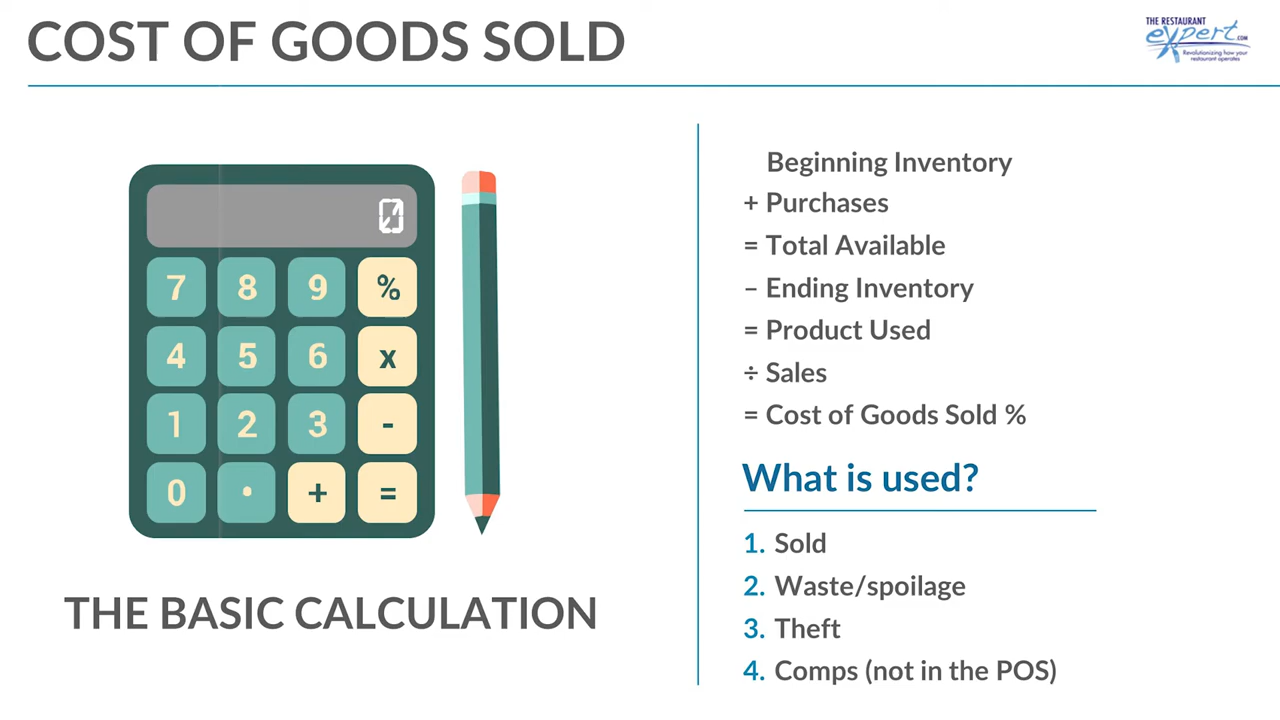 COST OF GOODS SOLD
THE RESTAURANT
expert.com
Revolutionizing how your
restaurant operates
0
7 8 9 %
4 5 6 x
1 2 3 -
0 . + =
THE BASIC CALCULATION
Beginning Inventory
+ Purchases
= Total Available
– Ending Inventory
= Product Used
÷ Sales
= Cost of Goods Sold %
What is used?
1. Sold
2. Waste/spoilage
3. Theft
4. Comps (not in the POS)